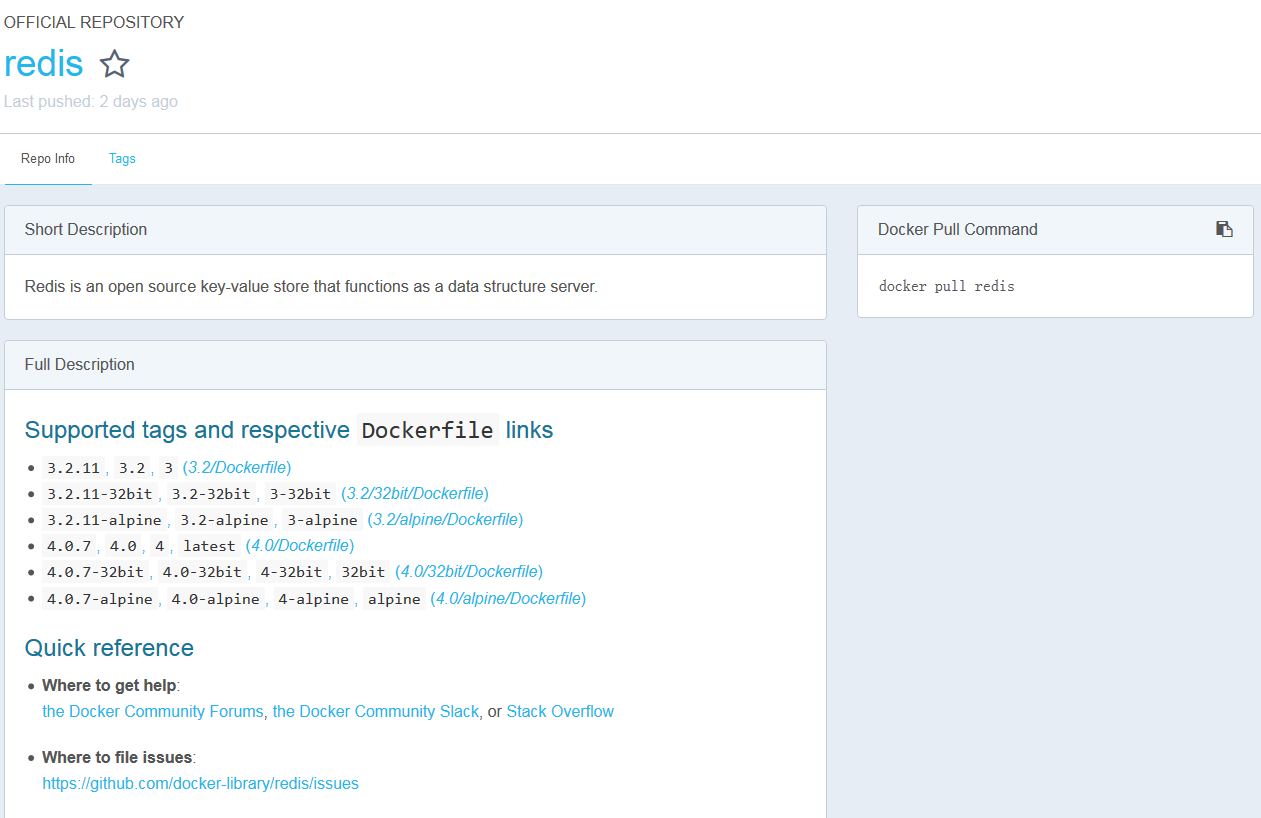 OFFICIAL REPOSITORY
redis
Last pushed: 2 days ago
Repo Info
Tags
Short Description
Redis is an open source key-value store that functions as a data structure server.
Docker Pull Command
docker pull redis
Full Description
Supported tags and respective Dockerfile links
3.2.11, 3.2, 3 (3.2/Dockerfile)
3.2.11-32bit, 3.2-32bit, 3-32bit (3.2/32bit/Dockerfile)
3.2.11-alpine, 3.2-alpine, 3-alpine (3.2/alpine/Dockerfile)
4.0.7, 4.0, 4, latest (4.0/Dockerfile)
4.0.7-32bit, 4.0-32bit, 4-32bit, 32bit (4.0/32bit/Dockerfile)
4.0.7-alpine, 4.0-alpine, 4-alpine, alpine (4.0/alpine/Dockerfile)
Quick reference
Where to get help:
the Docker Community Forums, the Docker Community Slack, or Stack Overflow
Where to file issues:
https://github.com/docker-library/redis/issues